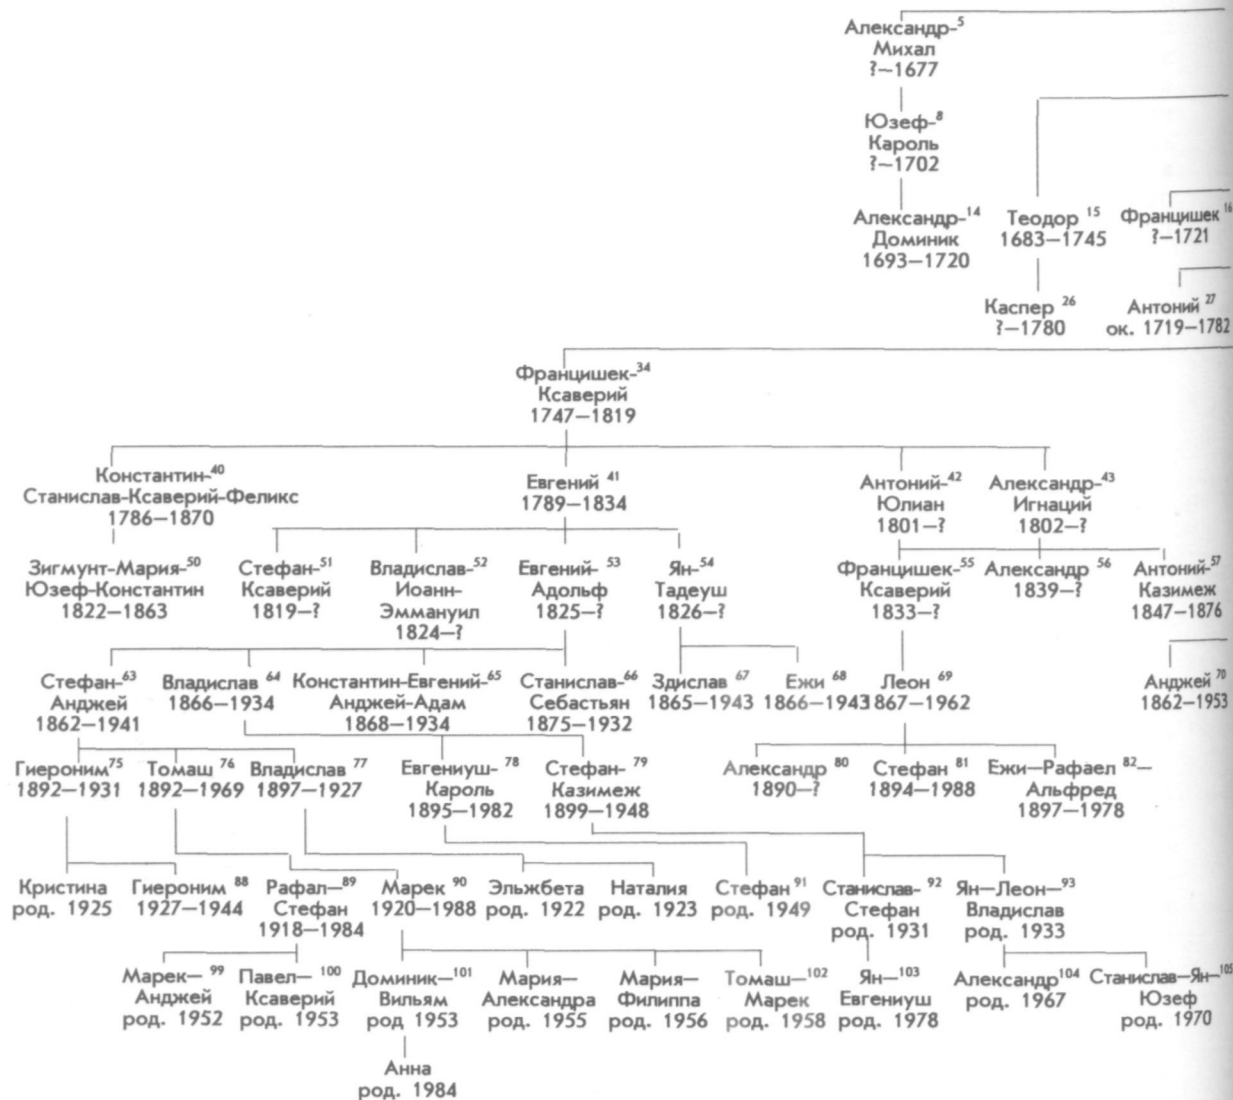 Александр-⁵
Михал
?—1677
Юзеф-⁸
Кароль
?—1702
Александр-¹⁴
Доминик
1693—1720
Теодор ¹⁵
1683—1745
Францишек ¹⁶
?—1721
Каспер ²⁶
?—1780
Антоний ²⁷
ок. 1719—1782
Францишек-³⁴
Ксаверий
1747—1819
Константин-⁴⁰
Станислав-Ксаверий-Феликс
1786—1870
Евгений ⁴¹
1789—1834
Антоний-⁴²
Юлиан
1801—?
Александр-⁴³
Игнаций
1802—?
Зигмунт-Мария-⁵⁰
Юзеф-Константин
1822—1863
Стефан-⁵¹
Ксаверий
1819—?
Владислав-⁵²
Иоанн-
Эммануил
1824—?
Евгений- ⁵³
Адольф
1825—?
Ян-⁵⁴
Тадеуш
1826—?
Францишек-⁵⁵
Ксаверий
1833—?
Александр ⁵⁶
1839—?
Антоний-⁵⁷
Казимеж
1847—1876
Стефан-⁶³
Анджей
1862—1941
Владислав ⁶⁴
1866—1934
Константин-Евгений-⁶⁵
Анджей-Адам
1868—1934
Станислав-⁶⁶
Себастьян
1875—1932
Здислав ⁶⁷
1865—1943
Ежи ⁶⁸
1866—1943
Леон ⁶⁹
1867—1962
Анджей ⁷⁰
1862—1953
Гиероним⁷⁵
1892—1931
Томаш ⁷⁶
1892—1969
Владислав ⁷⁷
1897—1927
Евгениуш- ⁷⁸
Кароль
1895—1982
Стефан- ⁷⁹
Казимеж
1899—1948
Александр ⁸⁰
1890—?
Стефан ⁸¹
1894—1988
Ежи—Рафаел ⁸²—
Альфред
1897—1978
Кристина
род. 1925
Гиероним ⁸⁸
1927—1944
Рафал—⁸⁹
Стефан
1918—1984
Марек ⁹⁰
1920—1988
Эльжбета
род. 1922
Наталия
род. 1923
Стефан ⁹¹
род. 1949
Станислав- ⁹²
Стефан
род. 1931
Ян—Леон—⁹³
Владислав
род. 1933
Марек— ⁹⁹
Анджей
род. 1952
Павел— ¹⁰⁰
Ксаверий
род. 1953
Доминик—¹⁰¹
Вильям
род 1953
Мария—
Александра
род. 1955
Мария—
Филиппа
род. 1956
Томаш—¹⁰²
Марек
род. 1958
Ян—¹⁰³
Евгениуш
род. 1978
Александр¹⁰⁴
род. 1967
Станислав—Ян—¹⁰⁵
Юзеф
род. 1970
Анна
род. 1984